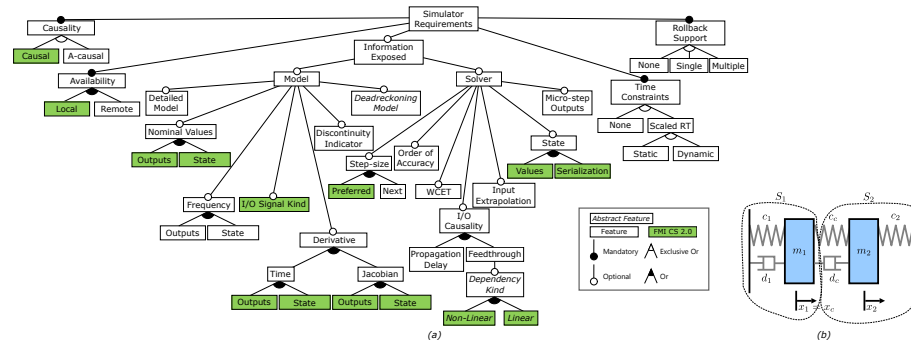 Simulator
Requirements
Causality
Causal
A-causal
Availability
Local
Remote
Information
Exposed
Rollback
Support
None
Single
Multiple
Model
Solver
Time
Constraints
None
Scaled RT
Static
Dynamic
Detailed
Model
Deadreckoning
Model
Micro-step
Outputs
Nominal Values
Outputs
State
Discontinuity
Indicator
Order of
Accuracy
State
Values
Serialization
Step-size
Preferred
Next
WCET
Input
Extrapolation
Frequency
Outputs
State
I/O Signal Kind
I/O
Causality
Propagation
Delay
Feedthrough
Derivative
Time
Jacobian
Outputs
State
Outputs
State
Dependency
Kind
Non-Linear
Linear
Abstract Feature
Feature
FMI CS 2.0
Mandatory
Exclusive Or
Optional
Or
(a)
S₁
S₂
c₁
c_c
c₂
m₁
m₂
d₁
d_c
x₁ = x_c
x₂
(b)